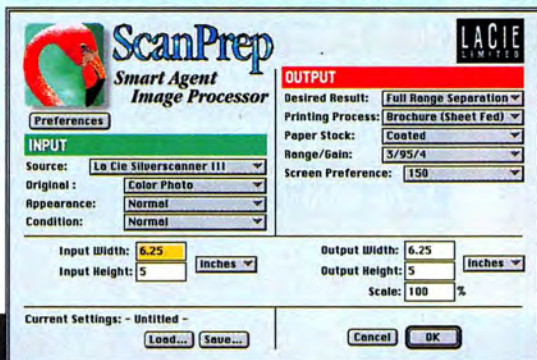 ScanPrep
Smart Agent
Image Processor
LACIE
LIMITED
Preferences
INPUT
Source: La Cie Silverscanner III
Original : Color Photo
Appearance: Normal
Condition: Normal
OUTPUT
Desired Result: Full Range Separation
Printing Process: Brochure (Sheet Fed)
Paper Stock: Coated
Range/Gain: 3/95/4
Screen Preference: 150
Input Width: 6.25
Input Height: 5
inches
Output Width: 6.25
Output Height: 5
inches
Scale: 100 %
Current Settings: - Untitled -
Load... Save...
Cancel OK